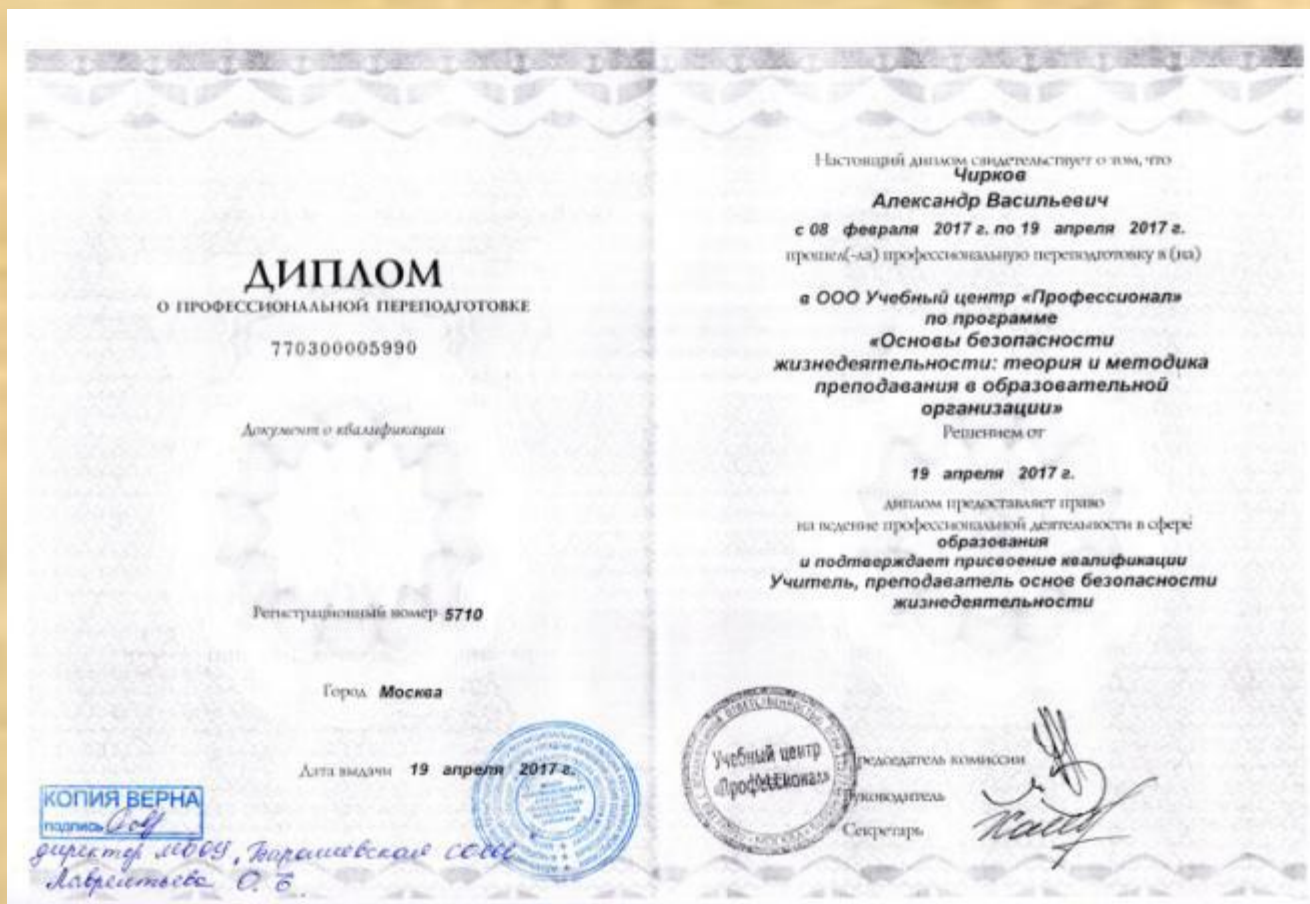 ДИПЛОМ
О ПРОФЕССИОНАЛЬНОЙ ПЕРЕПОДГОТОВКЕ
770300005990
Документ о квалификации
Регистрационный номер 5710
Город Москва
Дата выдачи 19 апреля 2017 г.
КОПИЯ ВЕРНА
подпись
директор МБОУ
Лаврентьева О. В.
Настоящий диплом свидетельствует о том, что
Чирков
Александр Васильевич
с 08 февраля 2017 г. по 19 апреля 2017 г.
прошел(-ла) профессиональную переподготовку в (на)
в ООО Учебный центр «Профессионал»
по программе
«Основы безопасности
жизнедеятельности: теория и методика
преподавания в образовательной
организации»
Решением от
19 апреля 2017 г.
диплом предоставляет право
на ведение профессиональной деятельности в сфере
образования
и подтверждает присвоение квалификации
Учитель, преподаватель основ безопасности
жизнедеятельности
Учебный центр
«Профессионал»
МОСКВА
Председатель комиссии
Руководитель
Секретарь